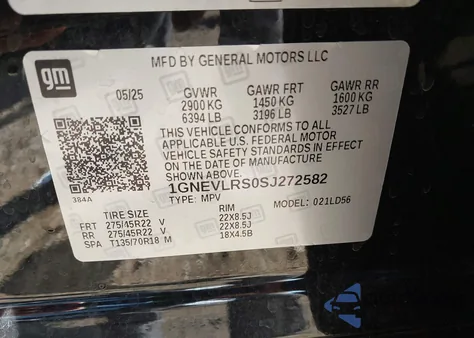 MFD BY GENERAL MOTORS LLC
gm
05/25 GVWR GAWR FRT GAWR RR
2900 KG 1450 KG 1600 KG
6394 LB 3196 LB 3527 LB
THIS VEHICLE CONFORMS TO ALL
APPLICABLE U.S. FEDERAL MOTOR
VEHICLE SAFETY STANDARDS IN EFFECT
ON THE DATE OF MANUFACTURE
SHOWN ABOVE.
384A 1GNEVLRS0SJ272582
TYPE: MPV MODEL: 021LD56
TIRE SIZE RIM
FRT 275/45R22 V 22X8.5J
RR 275/45R22 V 22X8.5J
SPA T135/70R18 M 18X4.5B